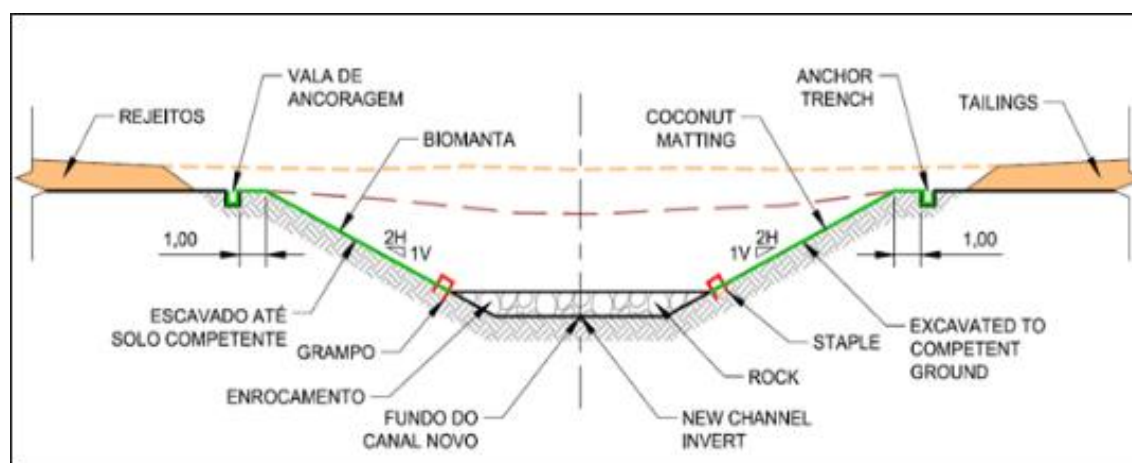 VALA DE
ANCORAGEM
ANCHOR
TRENCH
REJEITOS
TAILINGS
BIOMANTA
COCONUT
MATTING
1,00
2H
1V
2H
1V
1,00
ESCAVADO ATÉ
SOLO COMPETENTE
GRAMPO
STAPLE
EXCAVATED TO
COMPETENT
GROUND
ENROCAMENTO
ROCK
FUNDO DO
CANAL NOVO
NEW CHANNEL
INVERT